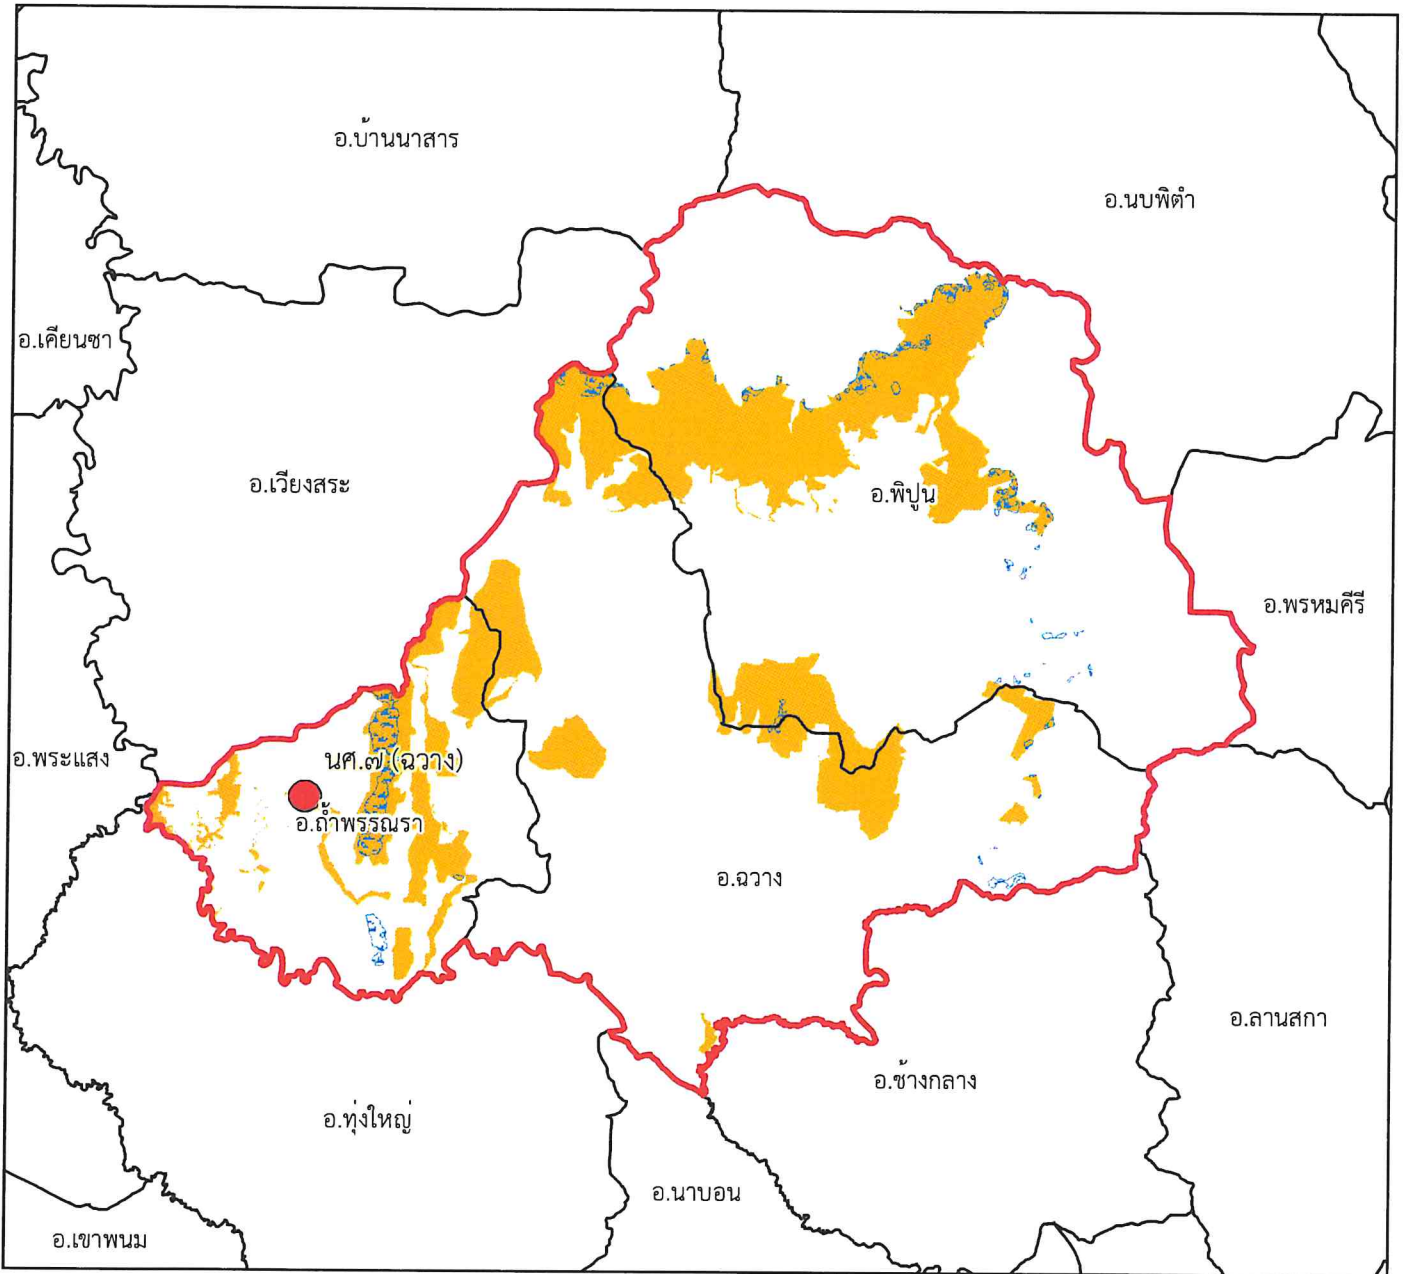 อ.บ้านนาสาร
อ.นบพิตำ
อ.เคียนซา
อ.เวียงสระ
อ.พิปูน
อ.พรหมคีรี
อ.พระแสง
นศ.๗ (ฉวาง)
อ.ถ้ำพรรณรา
อ.ฉวาง
อ.ลานสกา
อ.ช้างกลาง
อ.ทุ่งใหญ่
อ.นาบอน
อ.เขาพนม